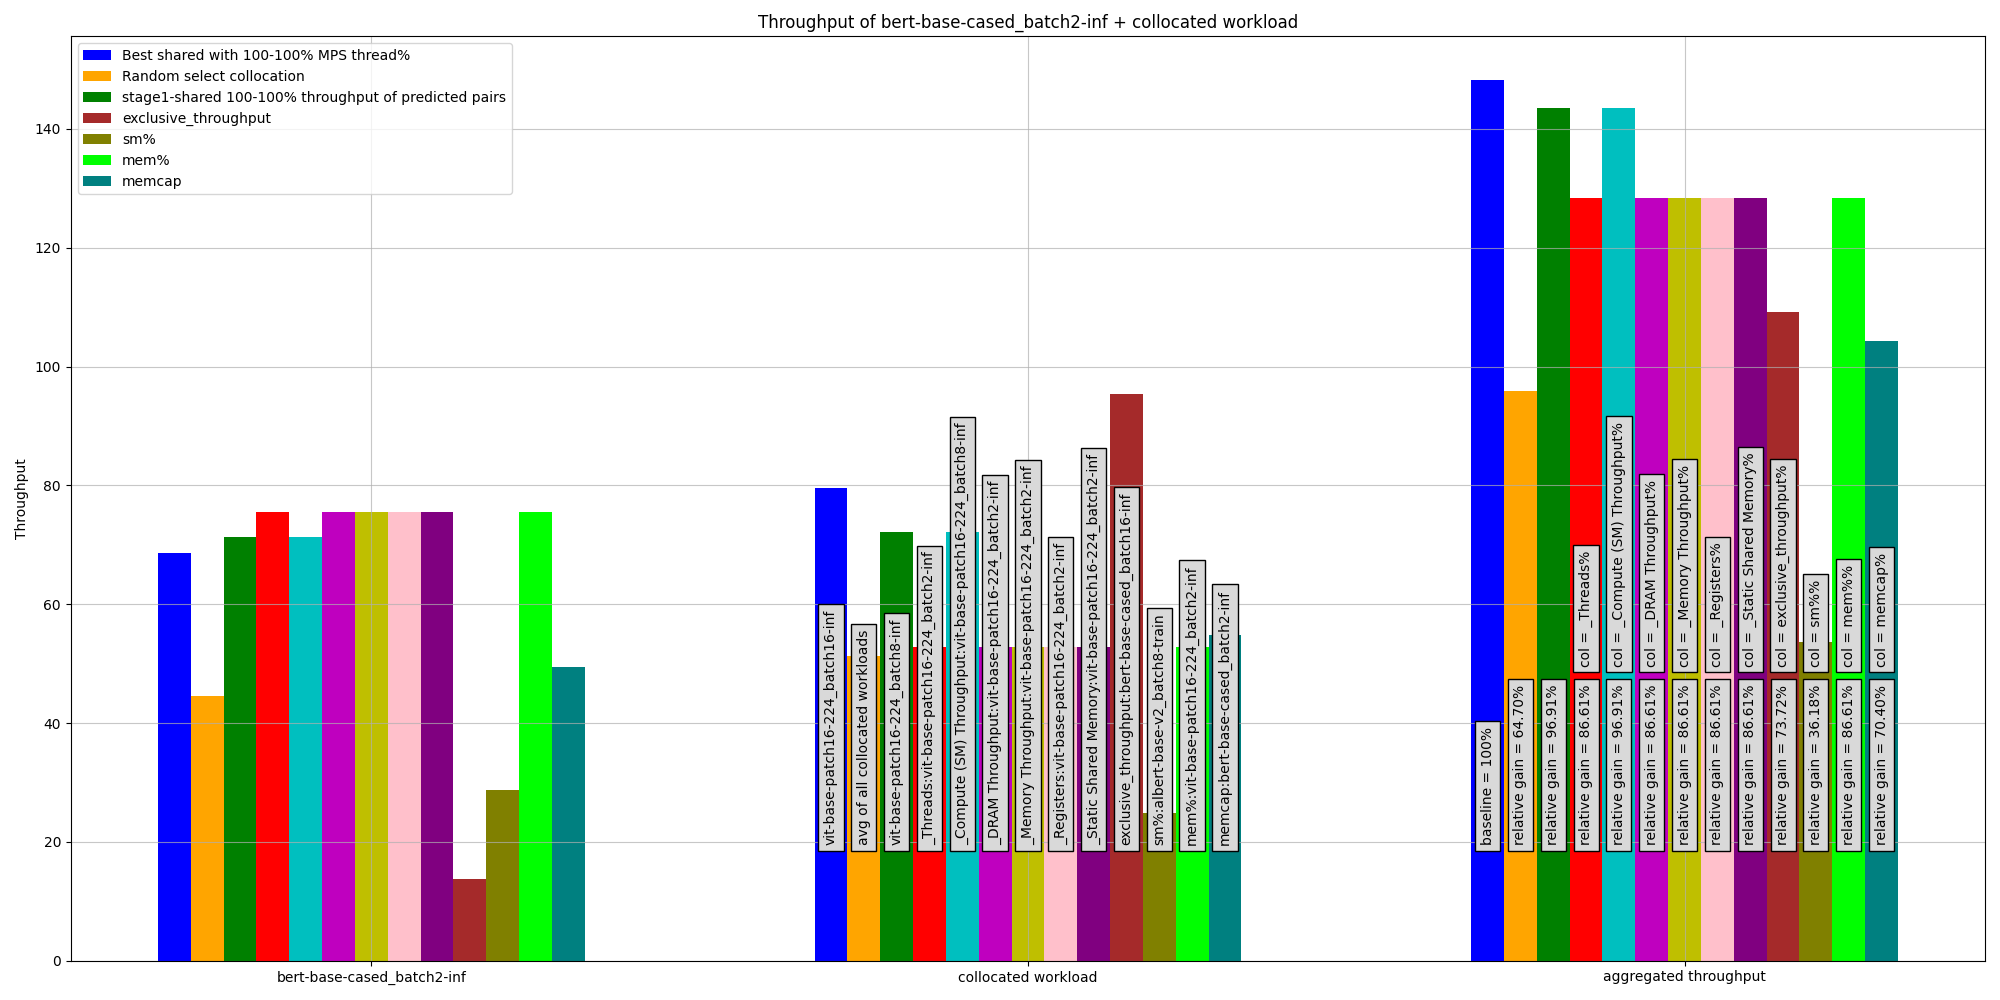 Throughput of bert-base-cased_batch2-inf + collocated workload
Best shared with 100-100% MPS thread%
Random select collocation
stage1-shared 100-100% throughput of predicted pairs
exclusive_throughput
sm%
mem%
memcap
Throughput
140
120
100
80
60
40
20
0
vit-base-patch16-224_batch16-inf
avg of all collocated workloads
vit-base-patch16-224_batch8-inf
_Threads:vit-base-patch16-224_batch2-inf
_Compute (SM) Throughput:vit-base-patch16-224_batch8-inf
_DRAM Throughput:vit-base-patch16-224_batch2-inf
_Memory Throughput:vit-base-patch16-224_batch2-inf
_Registers:vit-base-patch16-224_batch2-inf
_Static Shared Memory:vit-base-patch16-224_batch2-inf
exclusive_throughput:bert-base-cased_batch16-inf
sm%:albert-base-v2_batch8-train
mem%:vit-base-patch16-224_batch2-inf
memcap:bert-base-cased_batch2-inf
col = _Threads%
col = _Compute (SM) Throughput%
col = _DRAM Throughput%
col = _Memory Throughput%
col = _Registers%
col = _Static Shared Memory%
col = exclusive_throughput%
col = sm%%
col = mem%%
col = memcap%
baseline = 100%
relative gain = 64.70%
relative gain = 96.91%
relative gain = 86.61%
relative gain = 96.91%
relative gain = 86.61%
relative gain = 86.61%
relative gain = 86.61%
relative gain = 86.61%
relative gain = 73.72%
relative gain = 36.18%
relative gain = 86.61%
relative gain = 70.40%
bert-base-cased_batch2-inf
collocated workload
aggregated throughput